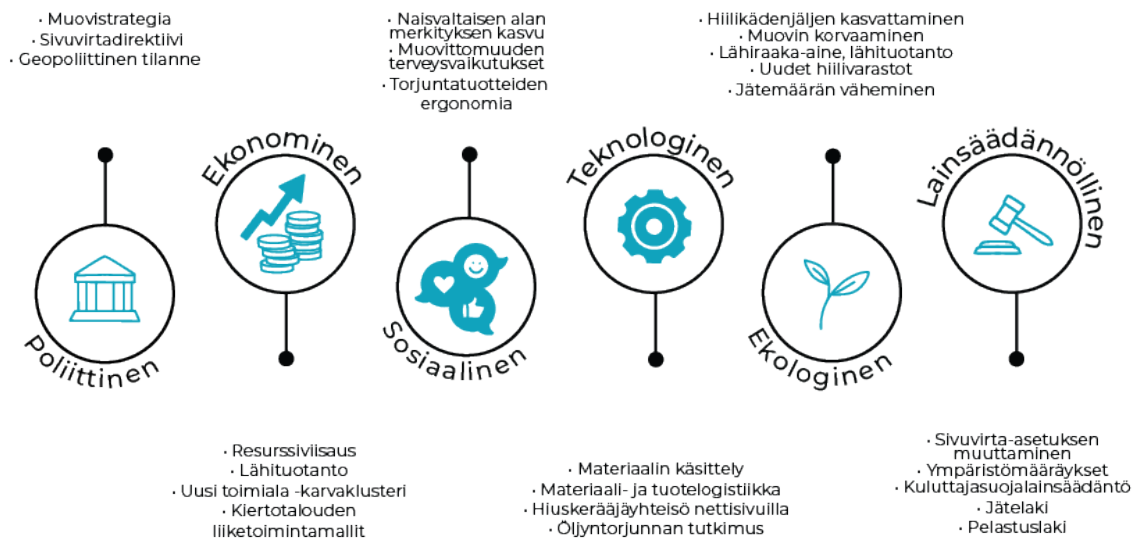 · Muovistrategia
· Sivuvirtadirektiivi
· Geopoliittinen tilanne
· Naisvaltaisen alan
merkityksen kasvu
· Muovittomuuden
terveysvaikutukset
· Torjuntatuotteiden
ergonomia
· Hiilikädenjäljen kasvattaminen
· Muovin korvaaminen
· Lähiraaka-aine, lähituotanto
· Uudet hiilivarastot
· Jätemäärän väheminen
Poliittinen
Ekonominen
Sosiaalinen
Teknologinen
Ekologinen
Lainsäädännöllinen
· Resurssiviisaus
· Lähituotanto
· Uusi toimiala -karvaklusteri
· Kiertotalouden
liiketoimintamallit
· Materiaalin käsittely
· Materiaali- ja tuotelogistiikka
· Hiuskerääjäyhteisö nettisivuilla
· Öljyntorjunnan tutkimus
· Sivuvirta-asetuksen
muuttaminen
· Ympäristömääräykset
· Kuluttajasuojalainsäädäntö
· Jätelaki
· Pelastuslaki